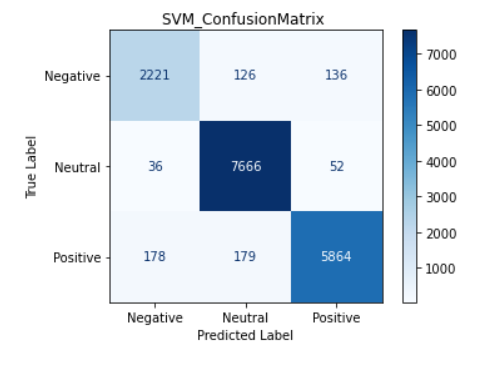 SVM_ConfusionMatrix
True Label
Negative 2221 126 136
Neutral 36 7666 52
Positive 178 179 5864
Negative Neutral Positive
Predicted Label
7000
6000
5000
4000
3000
2000
1000